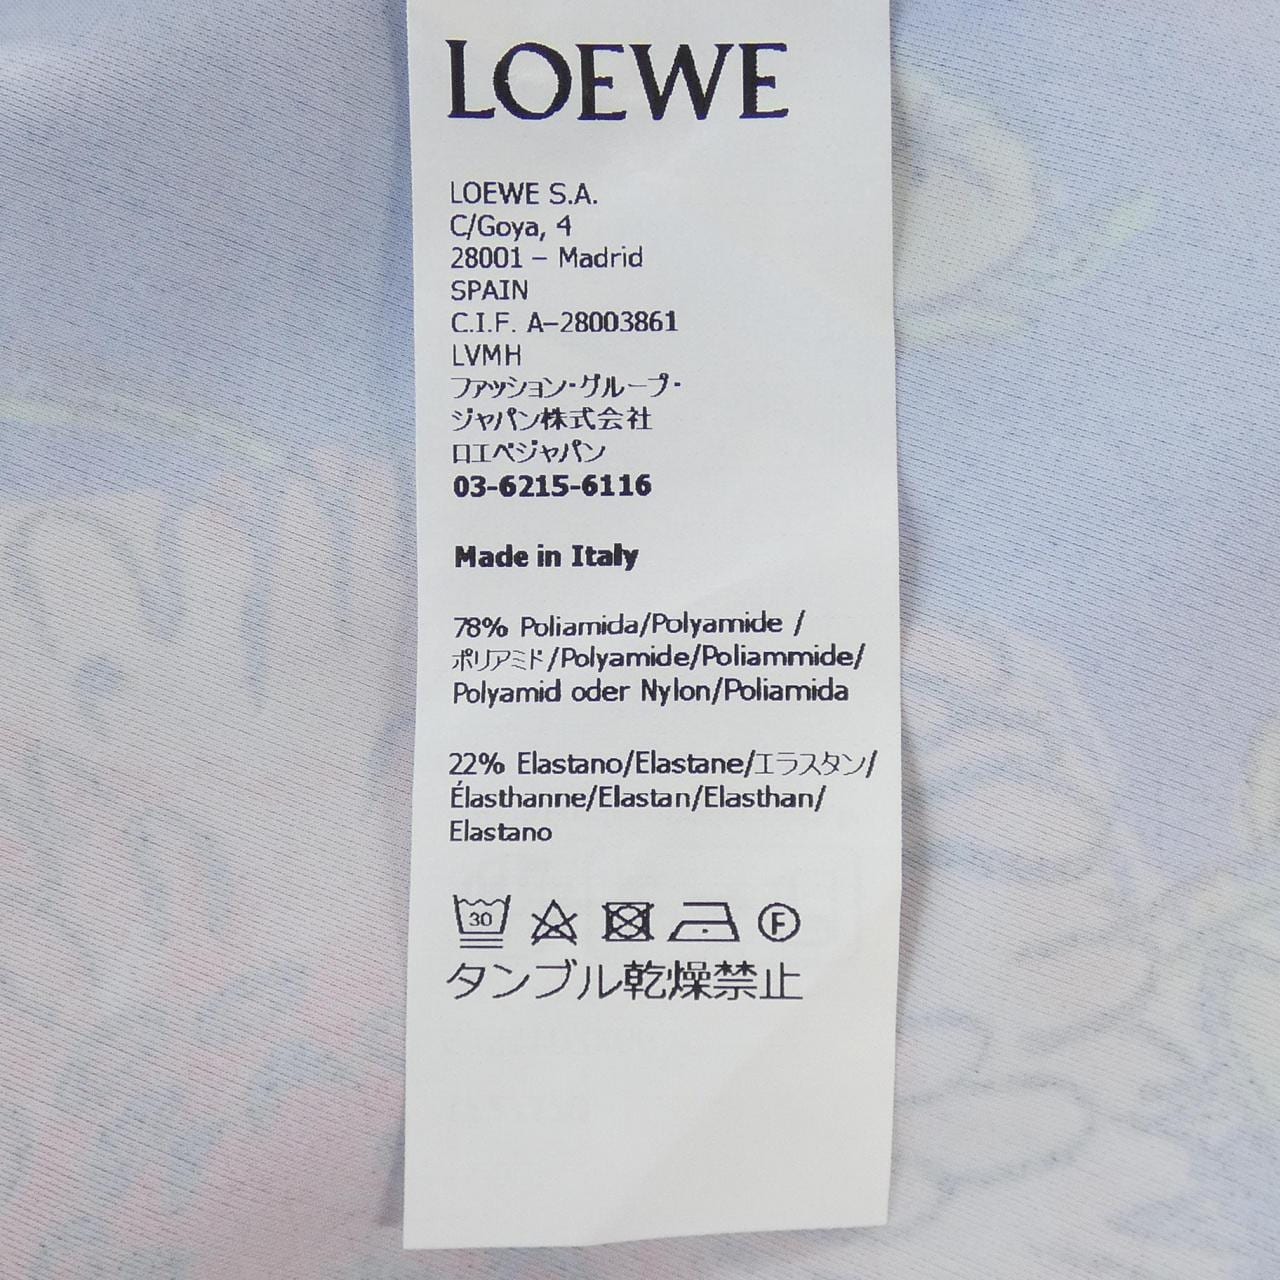 LOEWE
LOEWE S.A.
C/Goya, 4
28001 – Madrid
SPAIN
C.I.F. A–28003861
LVMH
ファッション・グループ・
ジャパン株式会社
ロエベジャパン
03-6215-6116
Made in Italy
78% Poliamida/Polyamide /
ポリアミド/Polyamide/Poliammide/
Polyamid oder Nylon/Poliamida
22% Elastano/Elastane/エラスタン/
Élasthanne/Elastan/Elasthan/
Elastano
30 F
タンブル乾燥禁止